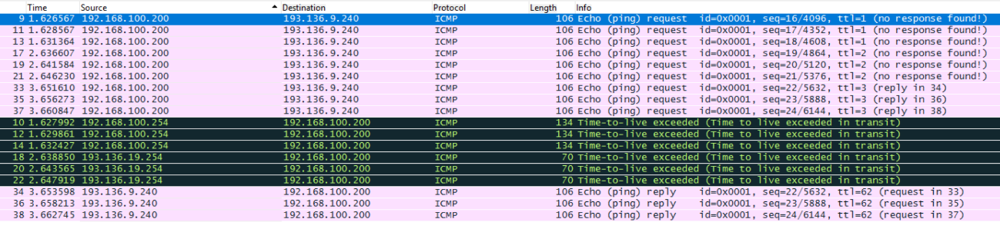 Time Source Destination Protocol Length Info
9 1.626567 192.168.100.200 193.136.9.240 ICMP 106 Echo (ping) request id=0x0001, seq=16/4096, ttl=1 (no response found!)
11 1.628567 192.168.100.200 193.136.9.240 ICMP 106 Echo (ping) request id=0x0001, seq=17/4352, ttl=1 (no response found!)
13 1.631364 192.168.100.200 193.136.9.240 ICMP 106 Echo (ping) request id=0x0001, seq=18/4608, ttl=1 (no response found!)
17 2.636607 192.168.100.200 193.136.9.240 ICMP 106 Echo (ping) request id=0x0001, seq=19/4864, ttl=2 (no response found!)
19 2.641584 192.168.100.200 193.136.9.240 ICMP 106 Echo (ping) request id=0x0001, seq=20/5120, ttl=2 (no response found!)
21 2.646230 192.168.100.200 193.136.9.240 ICMP 106 Echo (ping) request id=0x0001, seq=21/5376, ttl=2 (no response found!)
33 3.651610 192.168.100.200 193.136.9.240 ICMP 106 Echo (ping) request id=0x0001, seq=22/5632, ttl=3 (reply in 34)
35 3.656273 192.168.100.200 193.136.9.240 ICMP 106 Echo (ping) request id=0x0001, seq=23/5888, ttl=3 (reply in 36)
37 3.660847 192.168.100.200 193.136.9.240 ICMP 106 Echo (ping) request id=0x0001, seq=24/6144, ttl=3 (reply in 38)
10 1.627992 192.168.100.254 192.168.100.200 ICMP 134 Time-to-live exceeded (Time to live exceeded in transit)
12 1.629861 192.168.100.254 192.168.100.200 ICMP 134 Time-to-live exceeded (Time to live exceeded in transit)
14 1.632427 192.168.100.254 192.168.100.200 ICMP 134 Time-to-live exceeded (Time to live exceeded in transit)
18 2.638850 193.136.19.254 192.168.100.200 ICMP 70 Time-to-live exceeded (Time to live exceeded in transit)
20 2.643565 193.136.19.254 192.168.100.200 ICMP 70 Time-to-live exceeded (Time to live exceeded in transit)
22 2.647919 193.136.19.254 192.168.100.200 ICMP 70 Time-to-live exceeded (Time to live exceeded in transit)
34 3.653598 193.136.9.240 192.168.100.200 ICMP 106 Echo (ping) reply id=0x0001, seq=22/5632, ttl=62 (request in 33)
36 3.658213 193.136.9.240 192.168.100.200 ICMP 106 Echo (ping) reply id=0x0001, seq=23/5888, ttl=62 (request in 35)
38 3.662745 193.136.9.240 192.168.100.200 ICMP 106 Echo (ping) reply id=0x0001, seq=24/6144, ttl=62 (request in 37)